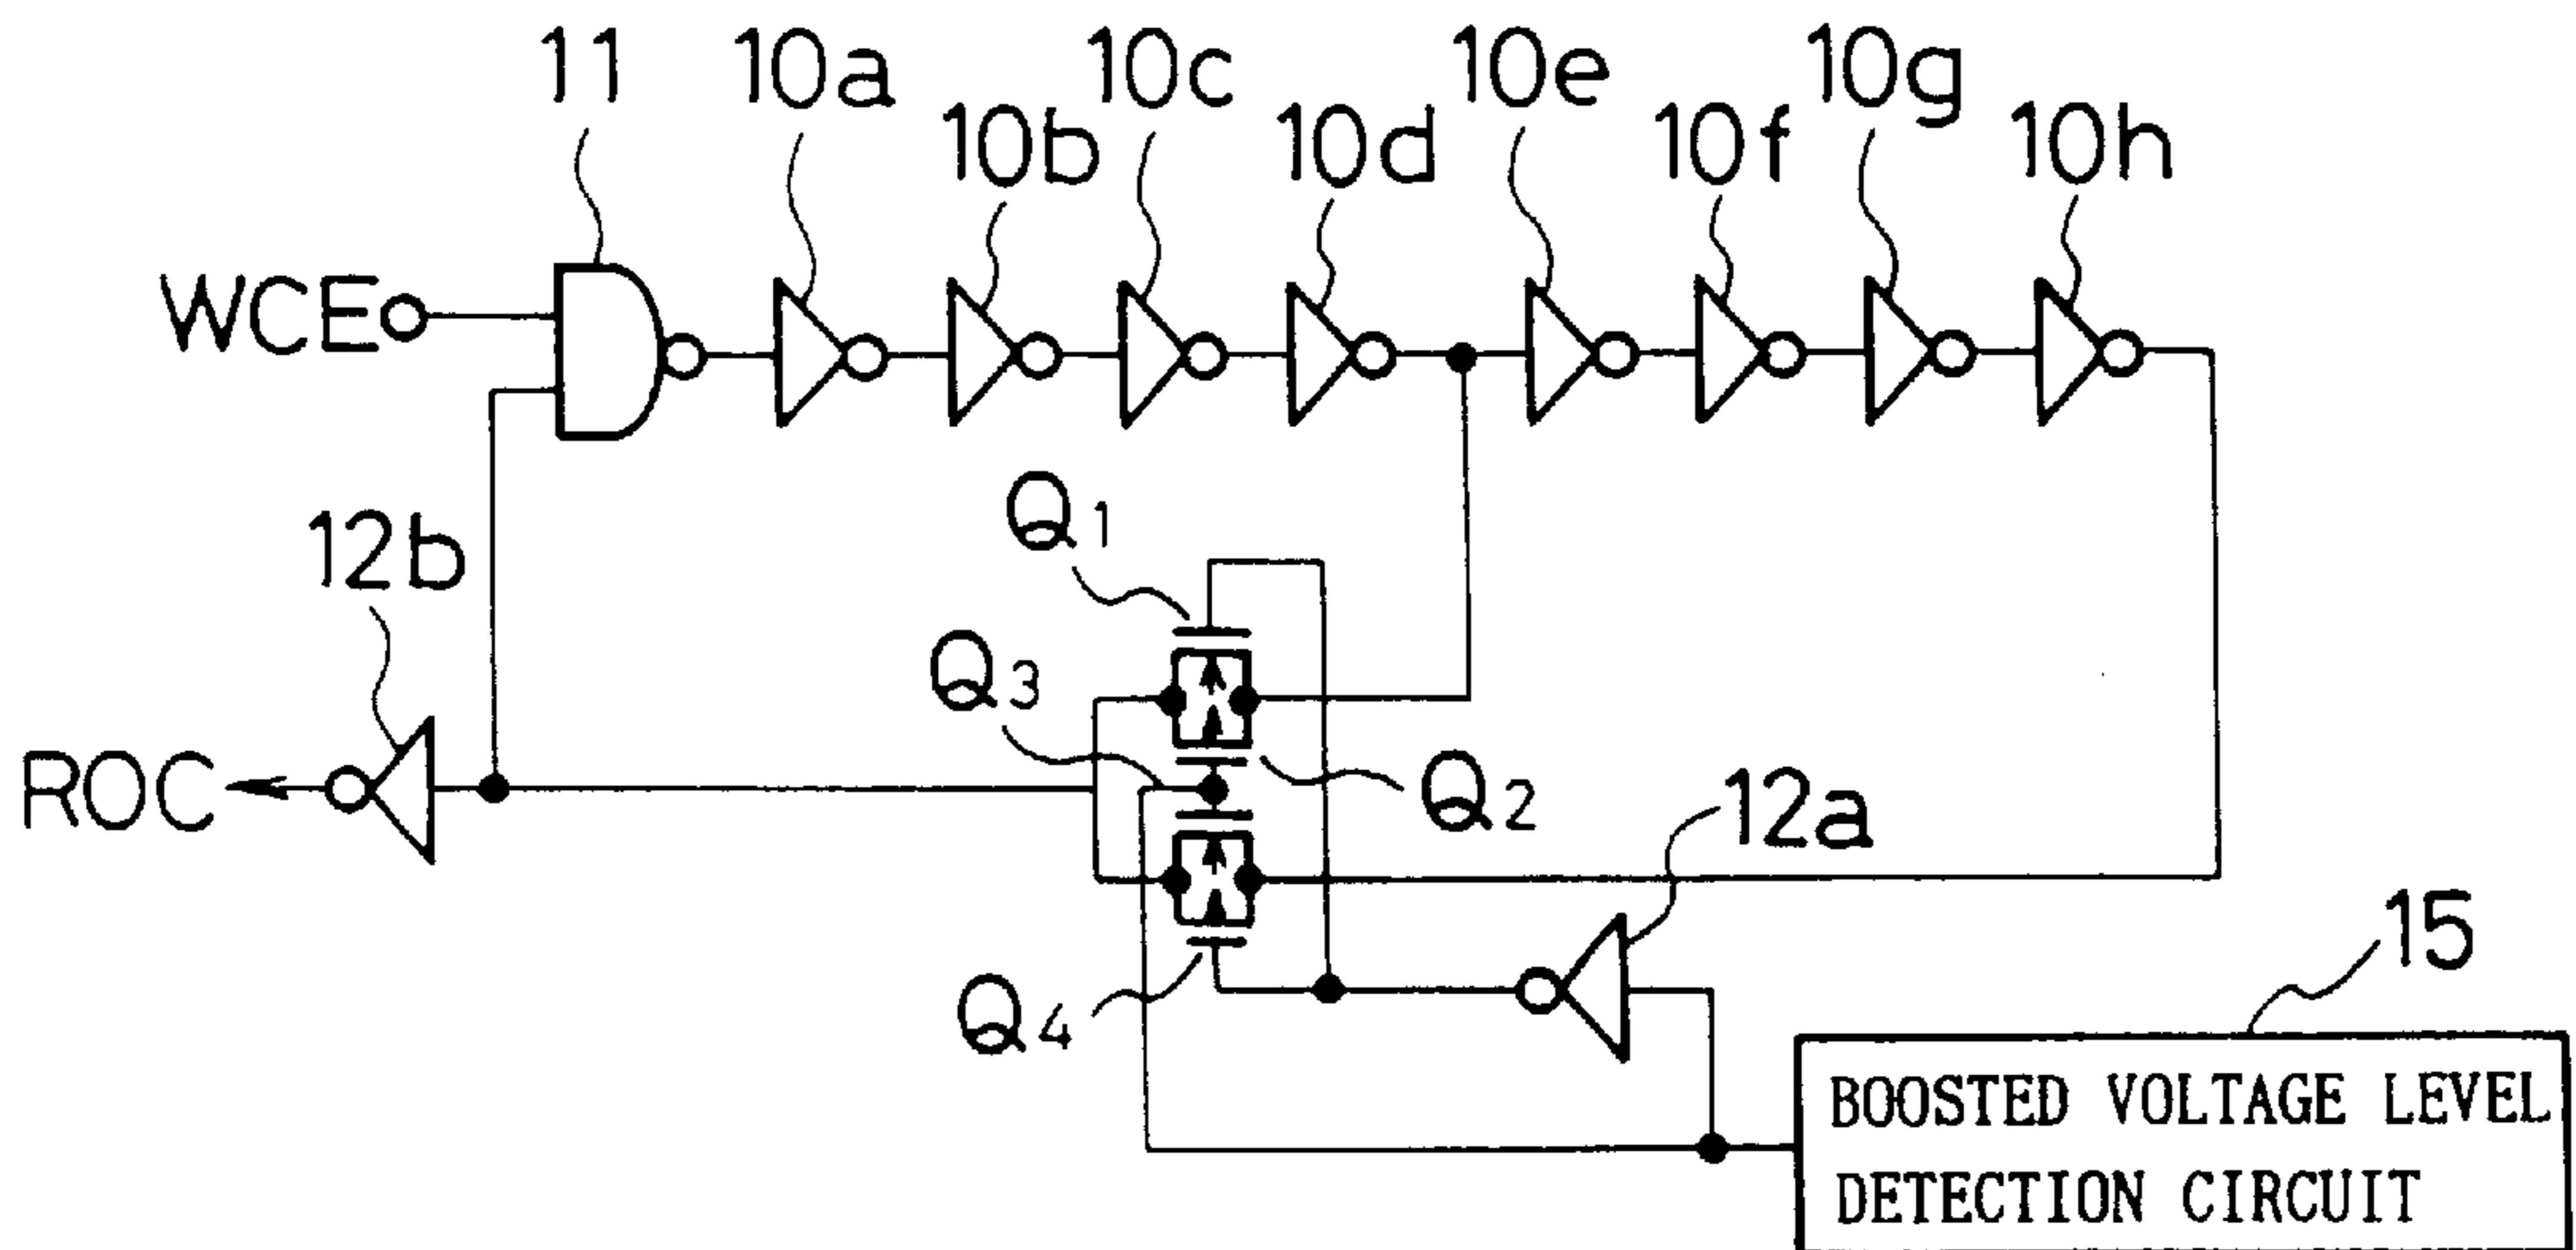 11
10a
10b
10c
10d
10e
10f
10g
10h
WCE
12b
Q1
Q3
ROC
Q2
12a
Q4
15
BOOSTED VOLTAGE LEVEL
DETECTION CIRCUIT